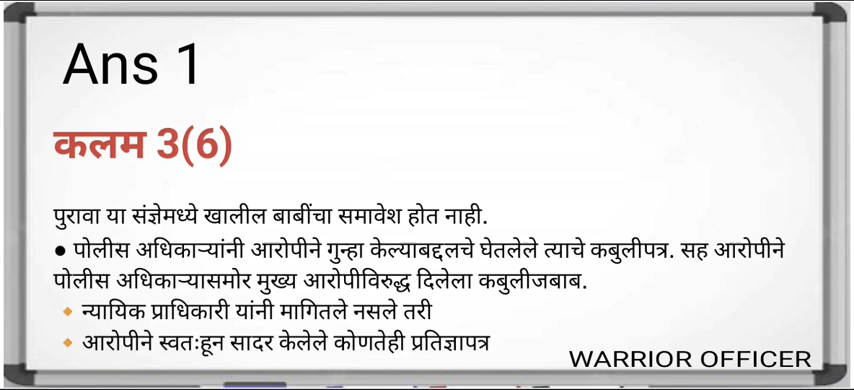 Ans 1
कलम 3(6)
पुरावा या संज्ञेमध्ये खालील बाबींचा समावेश होत नाही.
● पोलीस अधिकाऱ्यांनी आरोपीने गुन्हा केल्याबद्दलचे घेतलेले त्याचे कबुलीपत्र. सह आरोपीने
पोलीस अधिकाऱ्यासमोर मुख्य आरोपीविरुद्ध दिलेला कबुलीजबाब.
🔸 न्यायिक प्राधिकारी यांनी मागितले नसले तरी
🔸 आरोपीने स्वतःहून सादर केलेले कोणतेही प्रतिज्ञापत्र
WARRIOR OFFICER